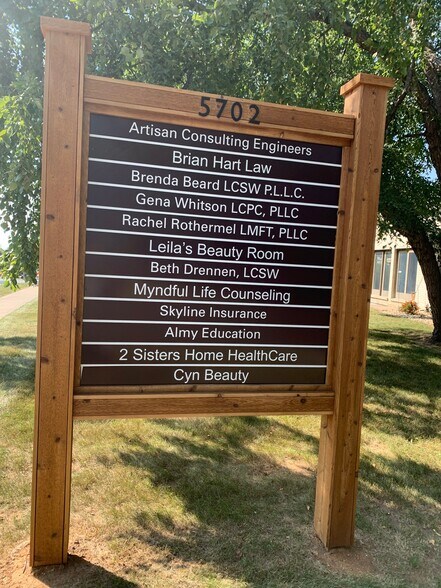 5702
Artisan Consulting Engineers
Brian Hart Law
Brenda Beard LCSW P.L.L.C.
Gena Whitson LCPC, PLLC
Rachel Rothermel LMFT, PLLC
Leila's Beauty Room
Beth Drennen, LCSW
Myndful Life Counseling
Skyline Insurance
Almy Education
2 Sisters Home HealthCare
Cyn Beauty